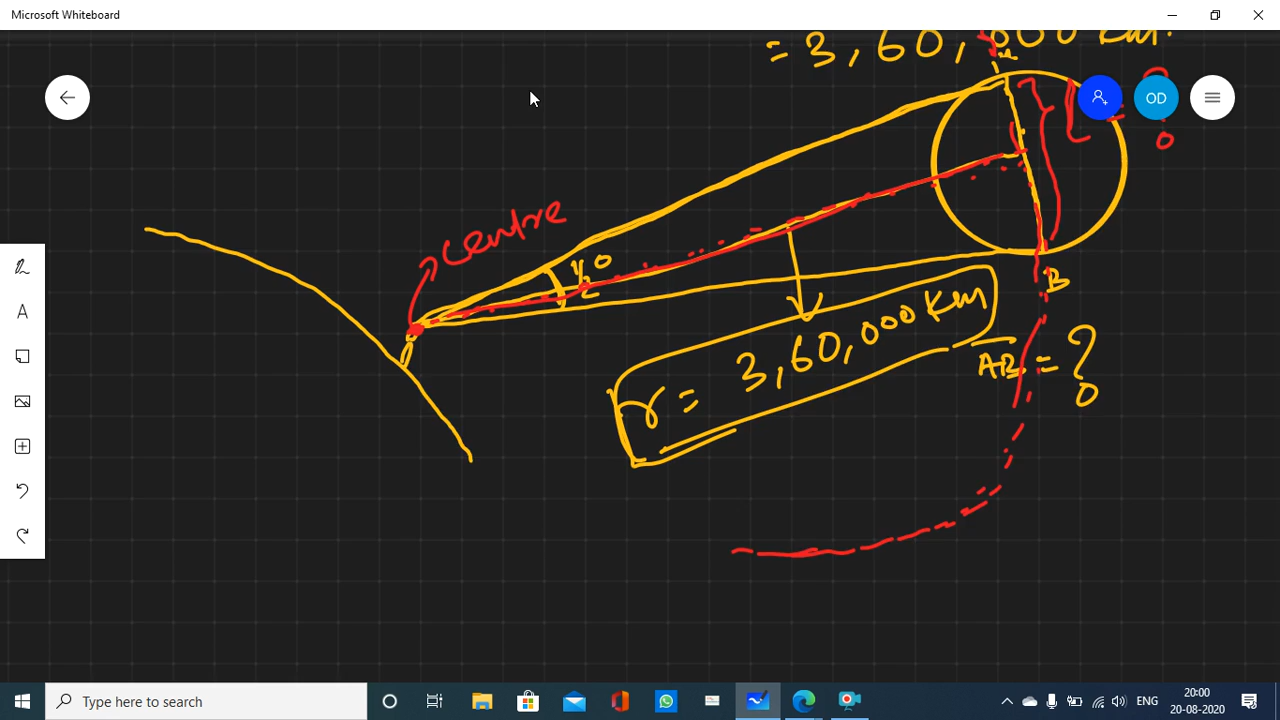 Microsoft Whiteboard
= 3,60,000 Km.
OD
Centre
½°
B
r = 3,60,000 Km
AB = ?
Type here to search
ENG
20:00
20-08-2020